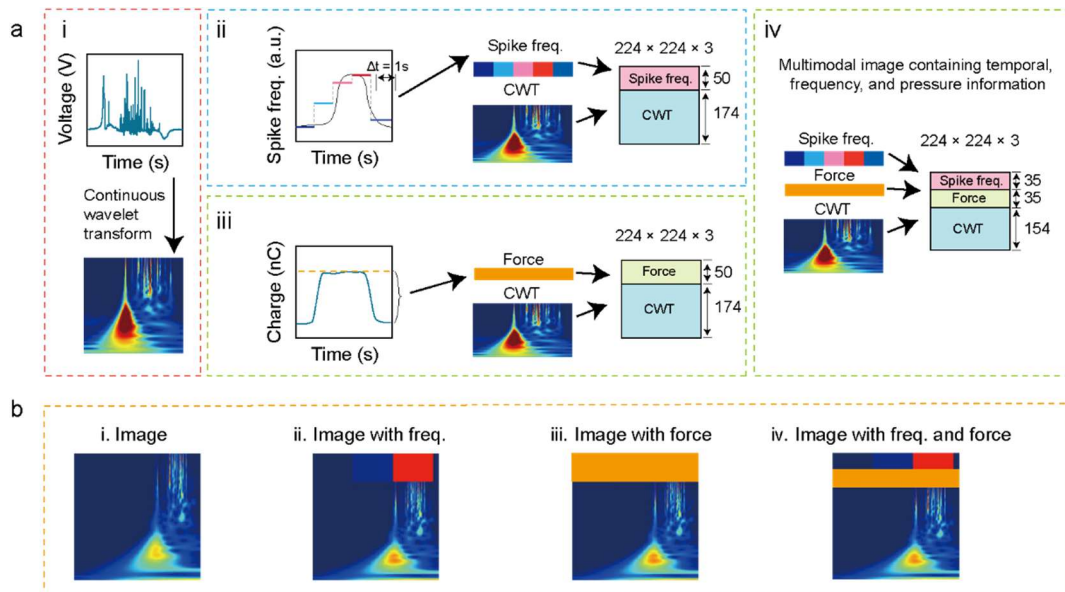 a
i
Voltage (V)
Time (s)
Continuous
wavelet
transform
ii
Spike freq. (a.u.)
Δt = 1s
Time (s)
Spike freq.
CWT
224 × 224 × 3
Spike freq.
50
CWT
174
iii
Charge (nC)
Time (s)
Force
CWT
224 × 224 × 3
Force
50
CWT
174
iv
Multimodal image containing temporal,
frequency, and pressure information
Spike freq.
Force
CWT
224 × 224 × 3
Spike freq.
35
Force
35
CWT
154
b
i. Image
ii. Image with freq.
iii. Image with force
iv. Image with freq. and force